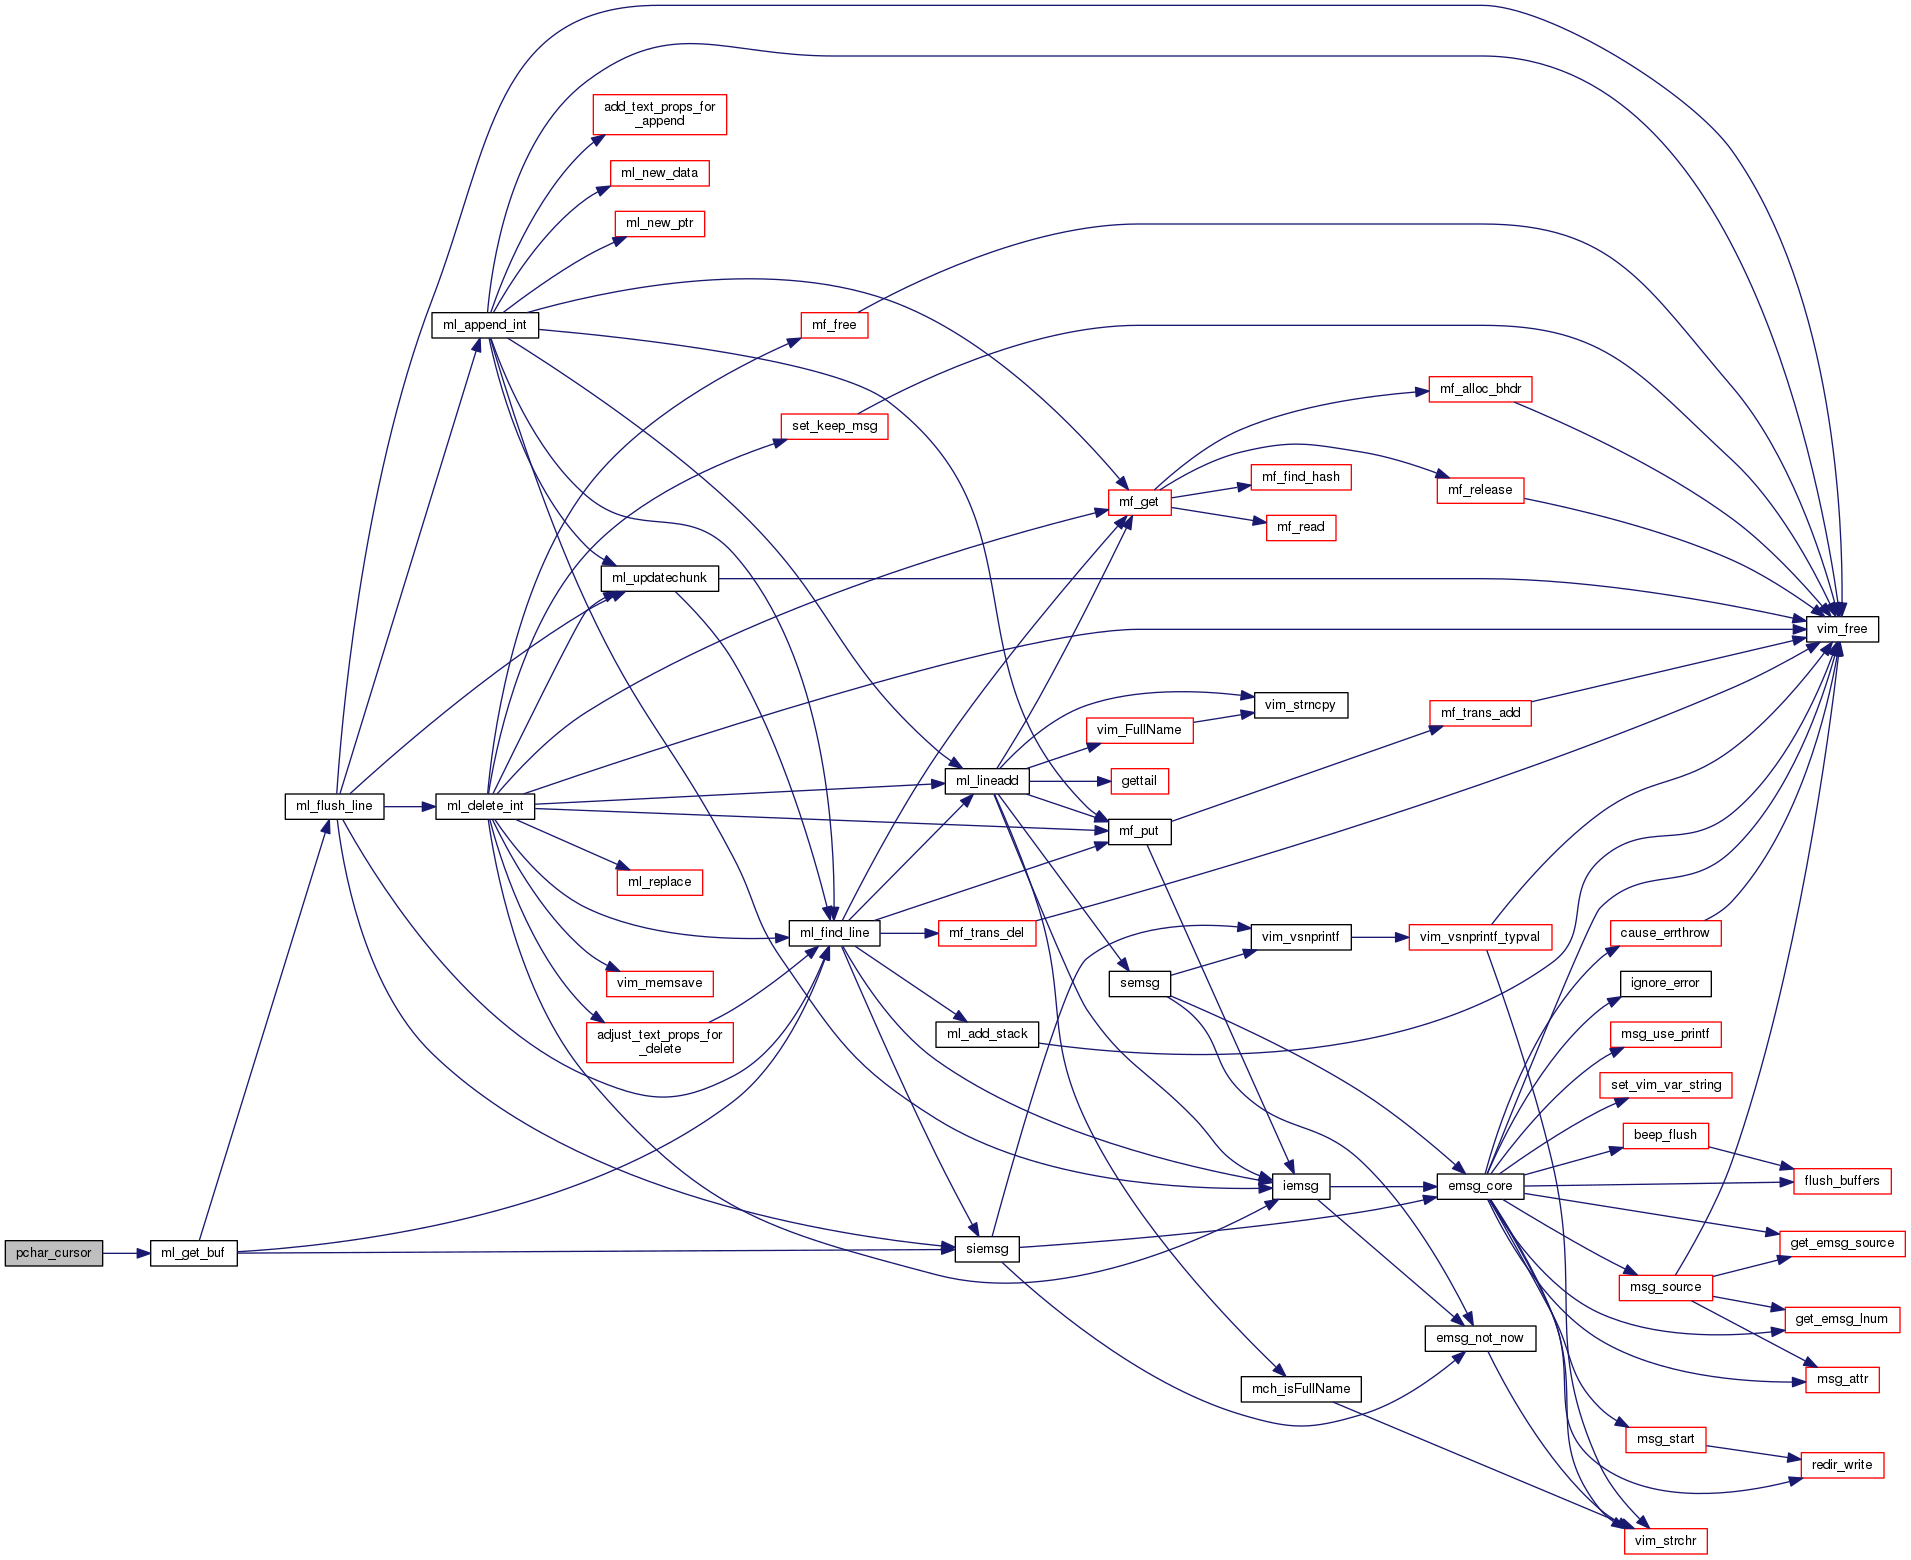 add_text_props_for
_append
ml_new_data
ml_new_ptr
ml_append_int
mf_free
set_keep_msg
mf_alloc_bhdr
mf_find_hash
mf_release
mf_get
mf_read
ml_updatechunk
vim_free
vim_strncpy
mf_trans_add
vim_FullName
ml_lineadd
gettail
ml_flush_line
ml_delete_int
mf_put
ml_replace
ml_find_line
mf_trans_del
vim_vsnprintf
vim_vsnprintf_typval
cause_errthrow
vim_memsave
semsg
ignore_error
adjust_text_props_for
_delete
ml_add_stack
msg_use_printf
set_vim_var_string
beep_flush
iemsg
emsg_core
flush_buffers
pchar_cursor
ml_get_buf
siemsg
get_emsg_source
msg_source
get_emsg_lnum
emsg_not_now
mch_isFullName
msg_attr
msg_start
redir_write
vim_strchr